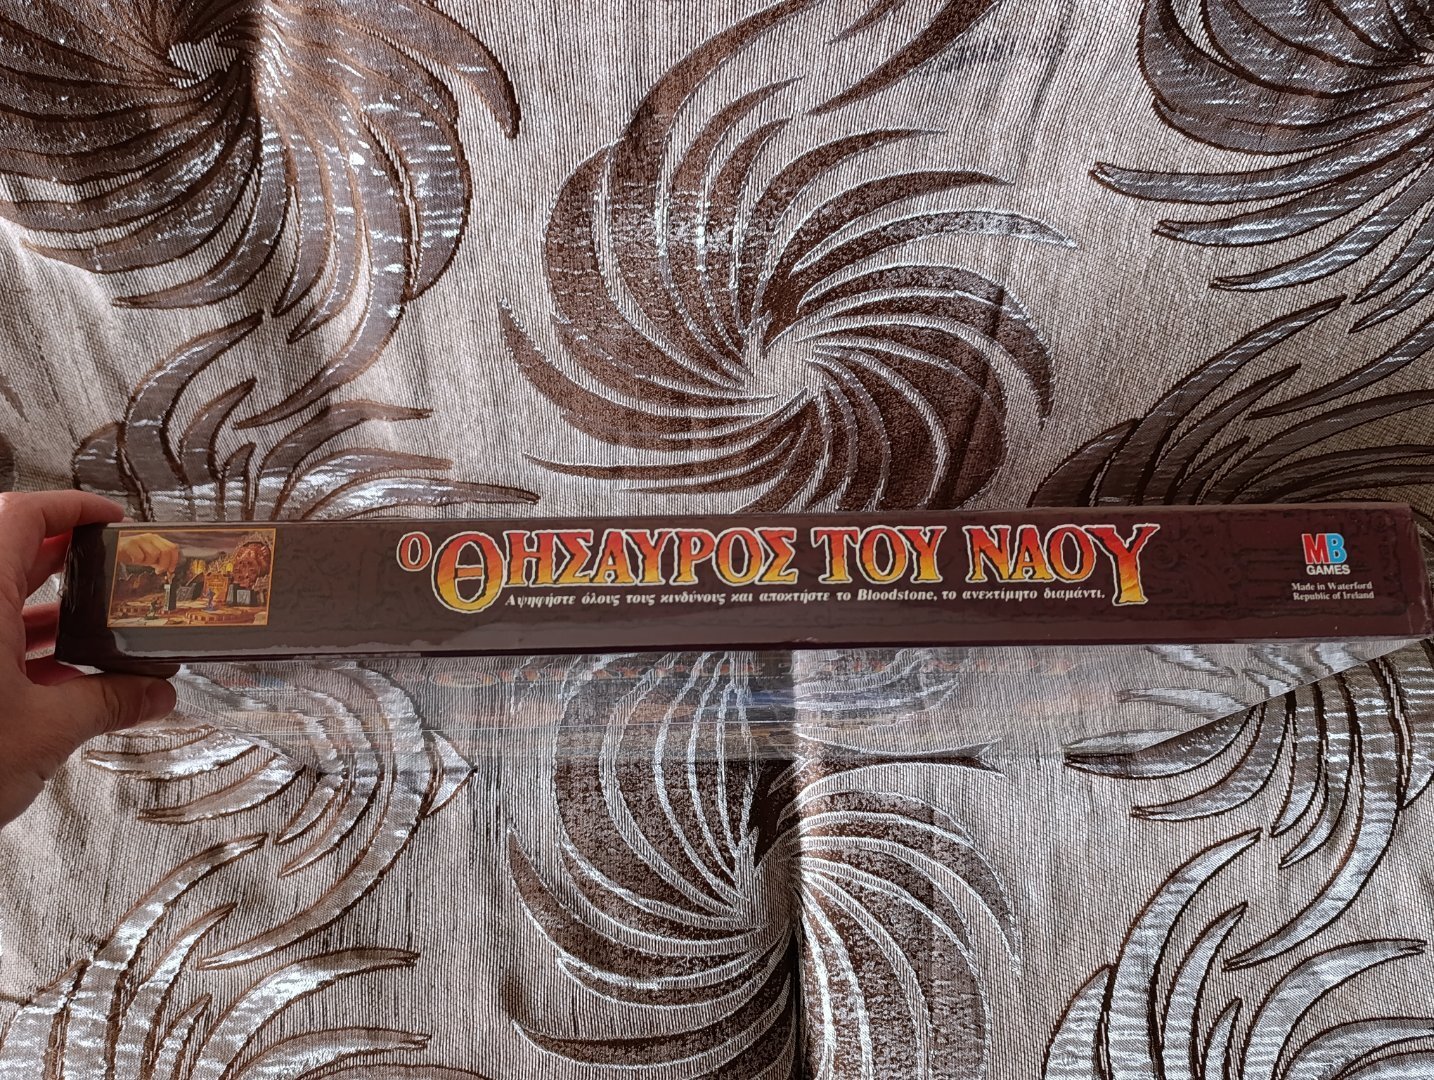 Ο ΘΗΣΑΥΡΟΣ ΤΟΥ ΝΑΟΥ
Αψηφήστε όλους τους κινδύνους και αποκτήστε το Bloodstone, το ανεκτίμητο διαμάντι.
MB
GAMES
Made in Waterford
Republic of Ireland